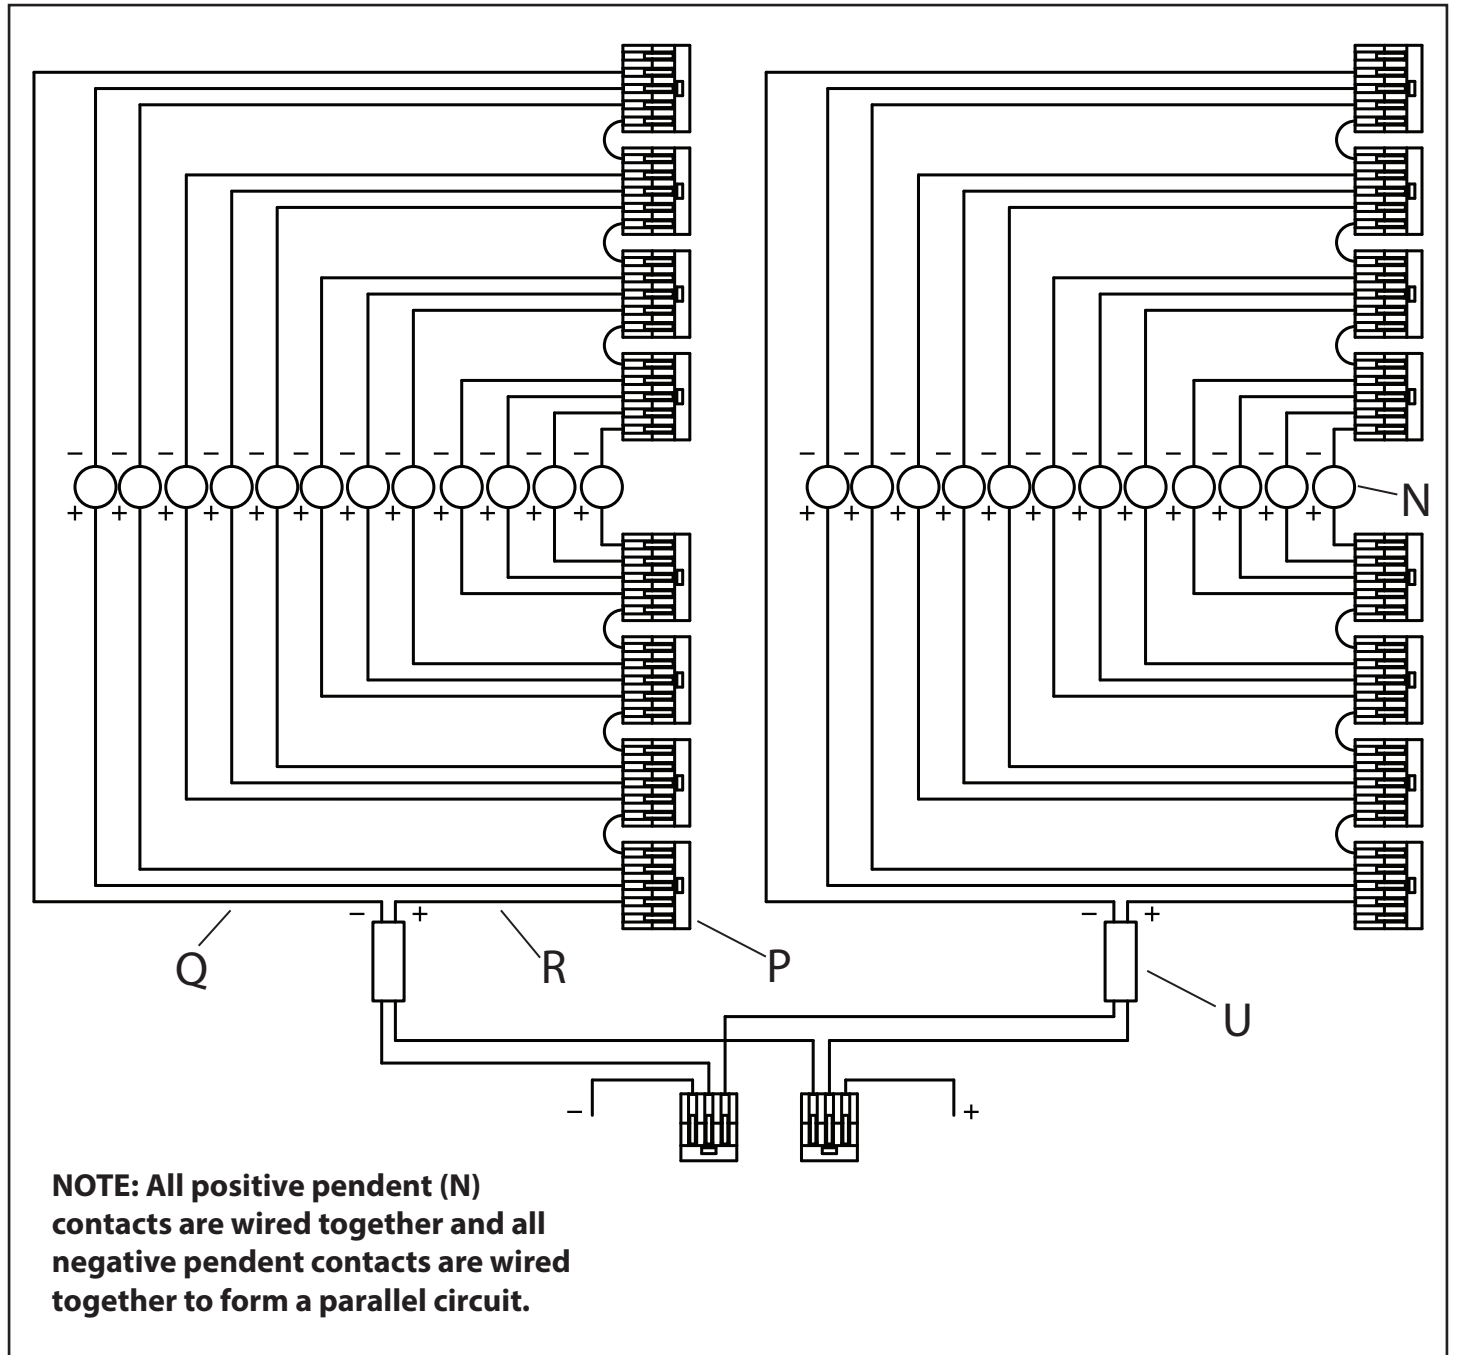 − − − − − − − − − − − − − − − − − − − − − − − −
N
+ + + + + + + + + + + + + + + + + + + + + + + +
− + − +
Q R P U
− +
NOTE: All positive pendent (N)
contacts are wired together and all
negative pendent contacts are wired
together to form a parallel circuit.